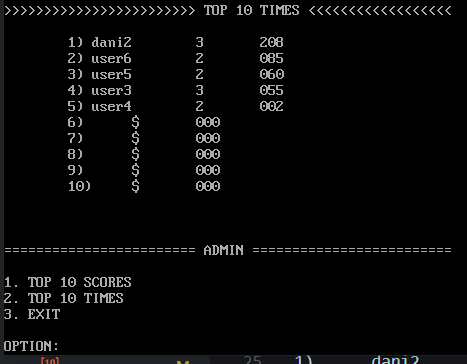 >>>>>>>>>>>>>>>>>>>>>>>> TOP 10 TIMES <<<<<<<<<<<<<<<<<<
1) dani2 3 208
2) user6 2 085
3) user5 2 060
4) user3 3 055
5) user4 2 002
6) $ 000
7) $ 000
8) $ 000
9) $ 000
10) $ 000
======================== ADMIN =========================
1. TOP 10 SCORES
2. TOP 10 TIMES
3. EXIT
OPTION:
[10] 25 1) dani2